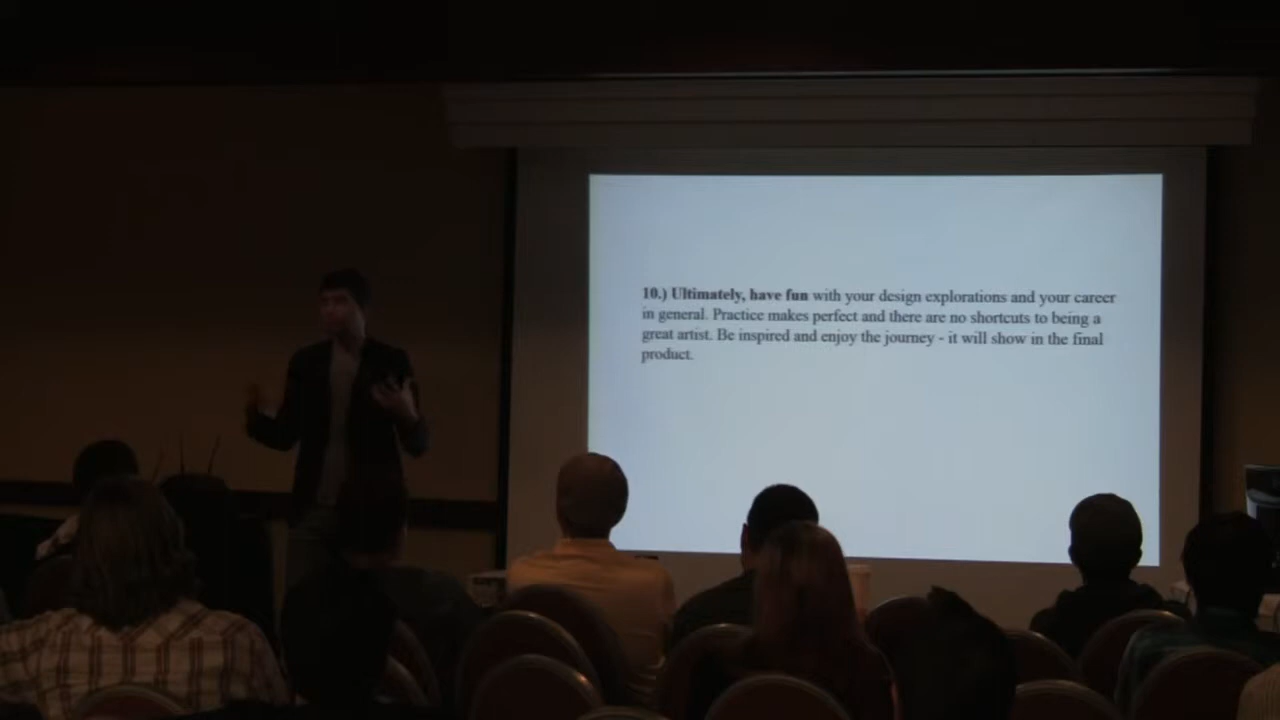 10.) Ultimately, have fun with your design explorations and your career
in general. Practice makes perfect and there are no shortcuts to being a
great artist. Be inspired and enjoy the journey - it will show in the final
product.